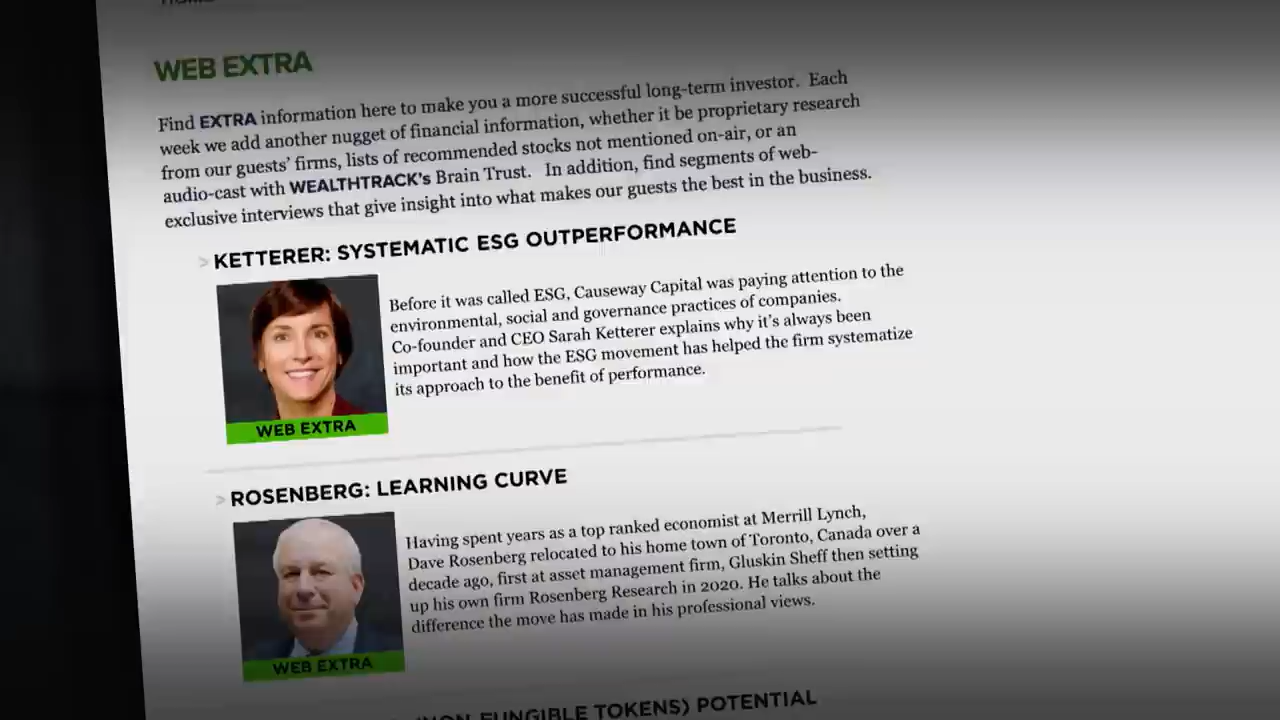 WEB EXTRA
Find EXTRA information here to make you a more successful long-term investor. Each
week we add another nugget of financial information, whether it be proprietary research
from our guests' firms, lists of recommended stocks not mentioned on-air, or an
audio-cast with WEALTHTRACK's Brain Trust. In addition, find segments of web-
exclusive interviews that give insight into what makes our guests the best in the business.
> KETTERER: SYSTEMATIC ESG OUTPERFORMANCE
Before it was called ESG, Causeway Capital was paying attention to the
environmental, social and governance practices of companies.
Co-founder and CEO Sarah Ketterer explains why it's always been
important and how the ESG movement has helped the firm systematize
its approach to the benefit of performance.
WEB EXTRA
> ROSENBERG: LEARNING CURVE
Having spent years as a top ranked economist at Merrill Lynch,
Dave Rosenberg relocated to his home town of Toronto, Canada over a
decade ago, first at asset management firm, Gluskin Sheff then setting
up his own firm Rosenberg Research in 2020. He talks about the
difference the move has made in his professional views.
WEB EXTRA
(NON-FUNGIBLE TOKENS) POTENTIAL